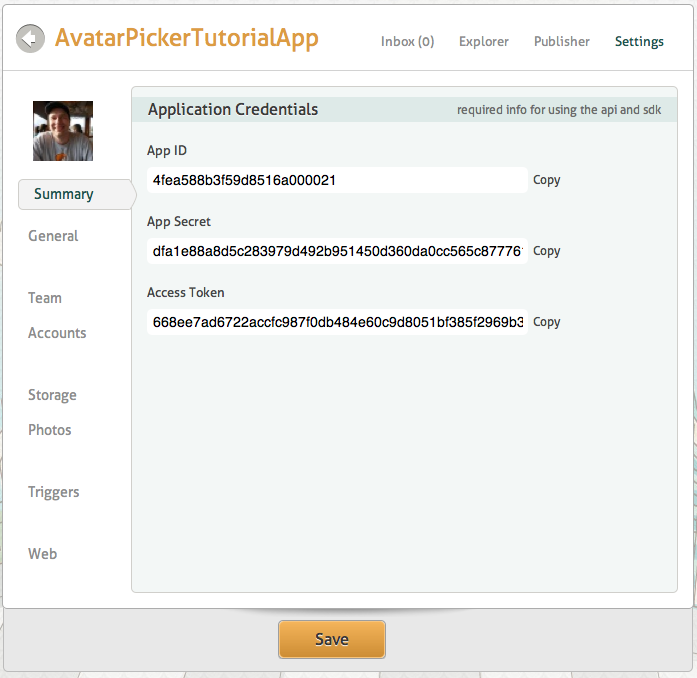 AvatarPickerTutorialApp
Inbox (0) Explorer Publisher Settings
Application Credentials required info for using the api and sdk
App ID
4fea588b3f59d8516a000021 Copy
App Secret
dfa1e88a8d5c283979d492b951450d360da0cc565c87776 Copy
Access Token
668ee7ad6722accfc987f0db484e60c9d8051bf385f2969b3 Copy
Summary
General
Team
Accounts
Storage
Photos
Triggers
Web
Save